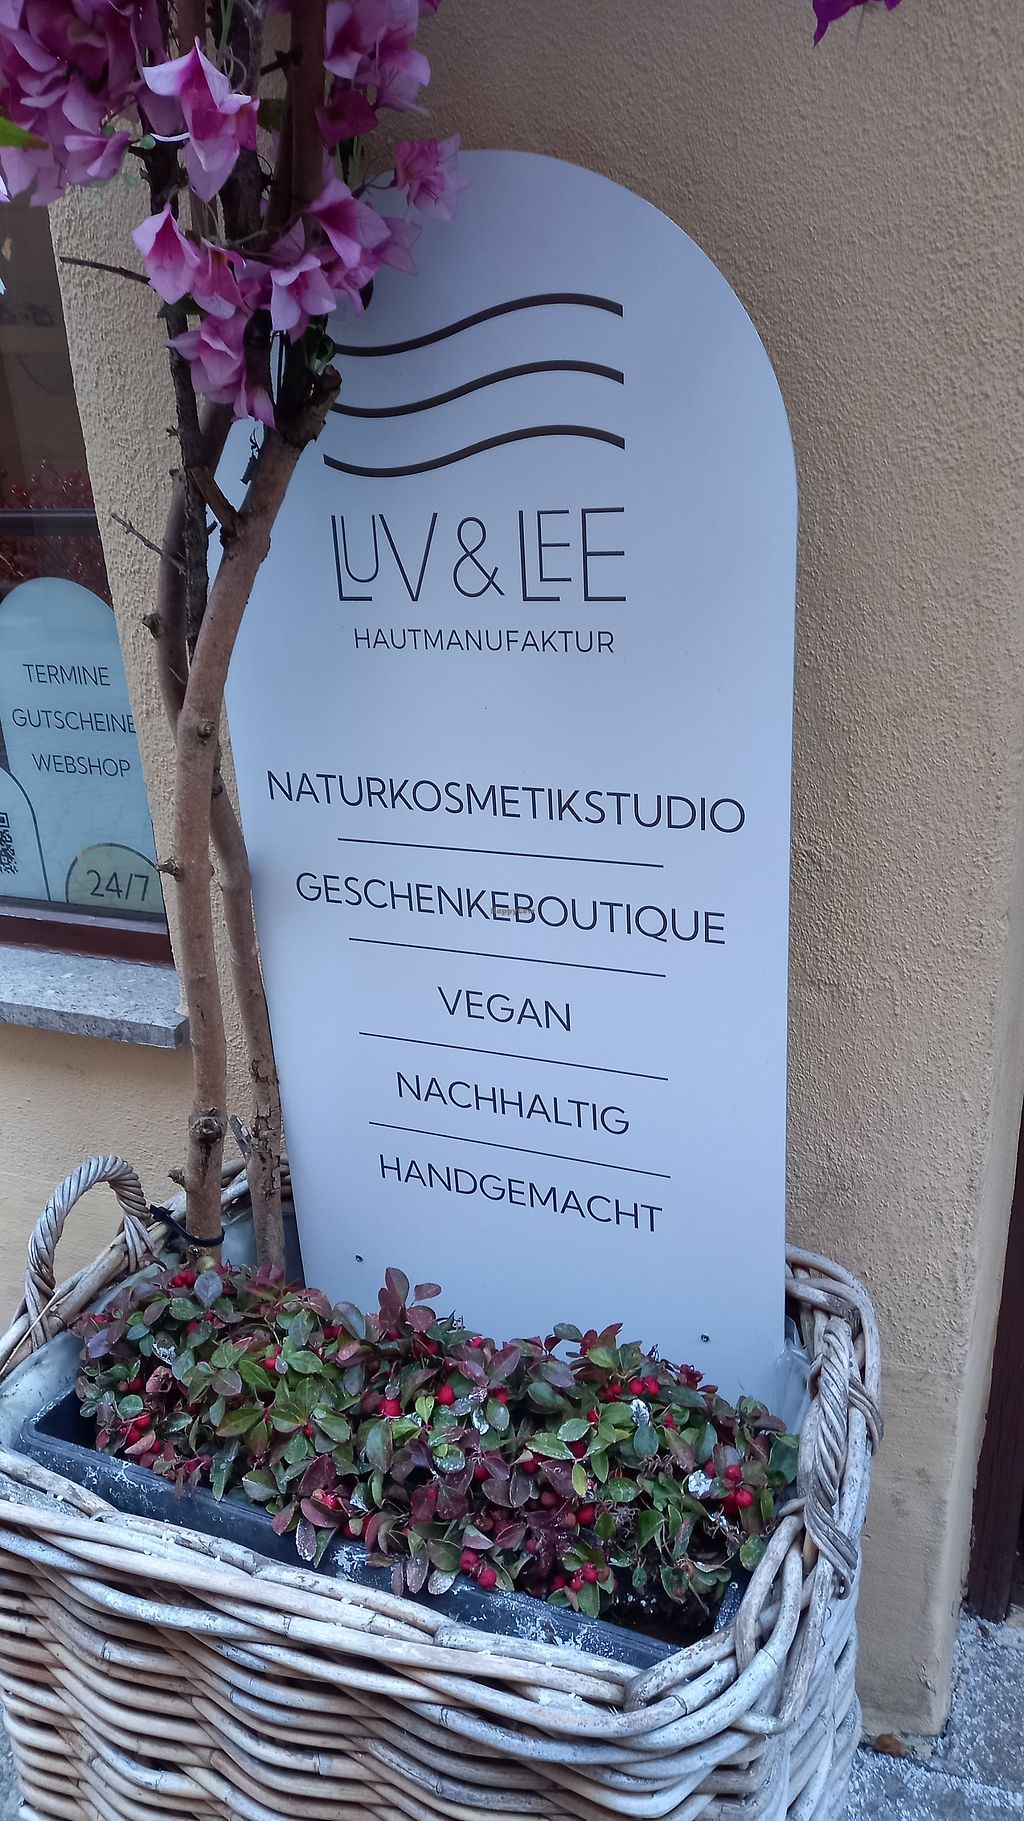 LUV & LEE
HAUTMANUFAKTUR
NATURKOSMETIKSTUDIO
GESCHENKEBOUTIQUE
VEGAN
NACHHALTIG
HANDGEMACHT
TERMINE
GUTSCHEINE
WEBSHOP
24/7